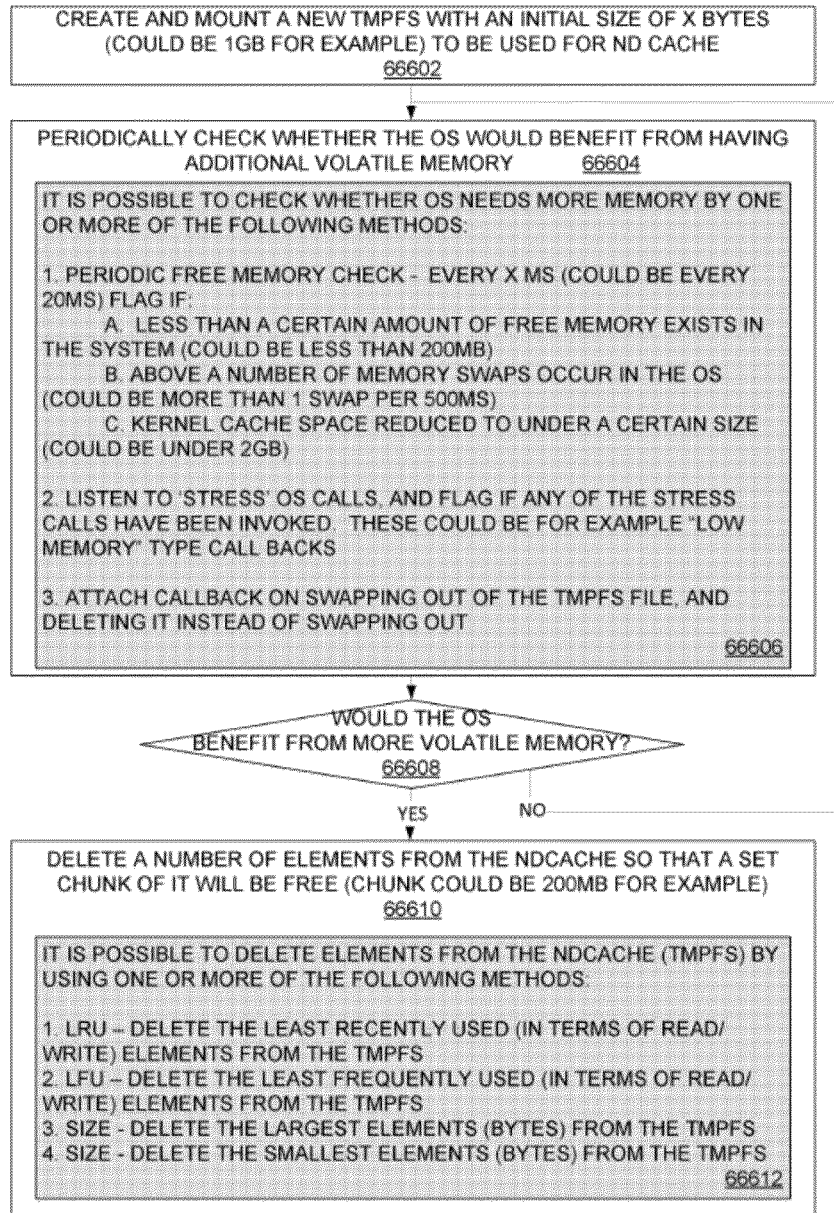 CREATE AND MOUNT A NEW TMPFS WITH AN INITIAL SIZE OF X BYTES
(COULD BE 1GB FOR EXAMPLE) TO BE USED FOR ND CACHE
66602
PERIODICALLY CHECK WHETHER THE OS WOULD BENEFIT FROM HAVING
ADDITIONAL VOLATILE MEMORY 66604
IT IS POSSIBLE TO CHECK WHETHER OS NEEDS MORE MEMORY BY ONE
OR MORE OF THE FOLLOWING METHODS:
1. PERIODIC FREE MEMORY CHECK - EVERY X MS (COULD BE EVERY
20MS) FLAG IF:
A. LESS THAN A CERTAIN AMOUNT OF FREE MEMORY EXISTS IN
THE SYSTEM (COULD BE LESS THAN 200MB)
B. ABOVE A NUMBER OF MEMORY SWAPS OCCUR IN THE OS
(COULD BE MORE THAN 1 SWAP PER 500MS)
C. KERNEL CACHE SPACE REDUCED TO UNDER A CERTAIN SIZE
(COULD BE UNDER 2GB)
2. LISTEN TO 'STRESS' OS CALLS, AND FLAG IF ANY OF THE STRESS
CALLS HAVE BEEN INVOKED. THESE COULD BE FOR EXAMPLE "LOW
MEMORY" TYPE CALL BACKS
3. ATTACH CALLBACK ON SWAPPING OUT OF THE TMPFS FILE, AND
DELETING IT INSTEAD OF SWAPPING OUT
66606
WOULD THE OS
BENEFIT FROM MORE VOLATILE MEMORY?
66608
YES NO
DELETE A NUMBER OF ELEMENTS FROM THE NDCACHE SO THAT A SET
CHUNK OF IT WILL BE FREE (CHUNK COULD BE 200MB FOR EXAMPLE)
66610
IT IS POSSIBLE TO DELETE ELEMENTS FROM THE NDCACHE (TMPFS) BY
USING ONE OR MORE OF THE FOLLOWING METHODS:
1. LRU – DELETE THE LEAST RECENTLY USED (IN TERMS OF READ/
WRITE) ELEMENTS FROM THE TMPFS
2. LFU – DELETE THE LEAST FREQUENTLY USED (IN TERMS OF READ/
WRITE) ELEMENTS FROM THE TMPFS
3. SIZE - DELETE THE LARGEST ELEMENTS (BYTES) FROM THE TMPFS
4. SIZE - DELETE THE SMALLEST ELEMENTS (BYTES) FROM THE TMPFS
66612